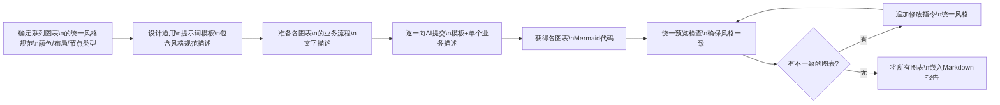 确定系列图表\n的统一风格
规范\n颜色/布局/节点类型
设计通用\n提示词模板\n包
含风格规范描述
准备各图表\n的业务流程\n
文字描述
逐一向AI提交\n模板+单个业
务描述
获得各图表\nMermaid代码
统一预览检查\n确保风格一
致
有不一致的图表?
有
追加修改指令\n统一风格
无
将所有图表\n嵌入Markdown
报告